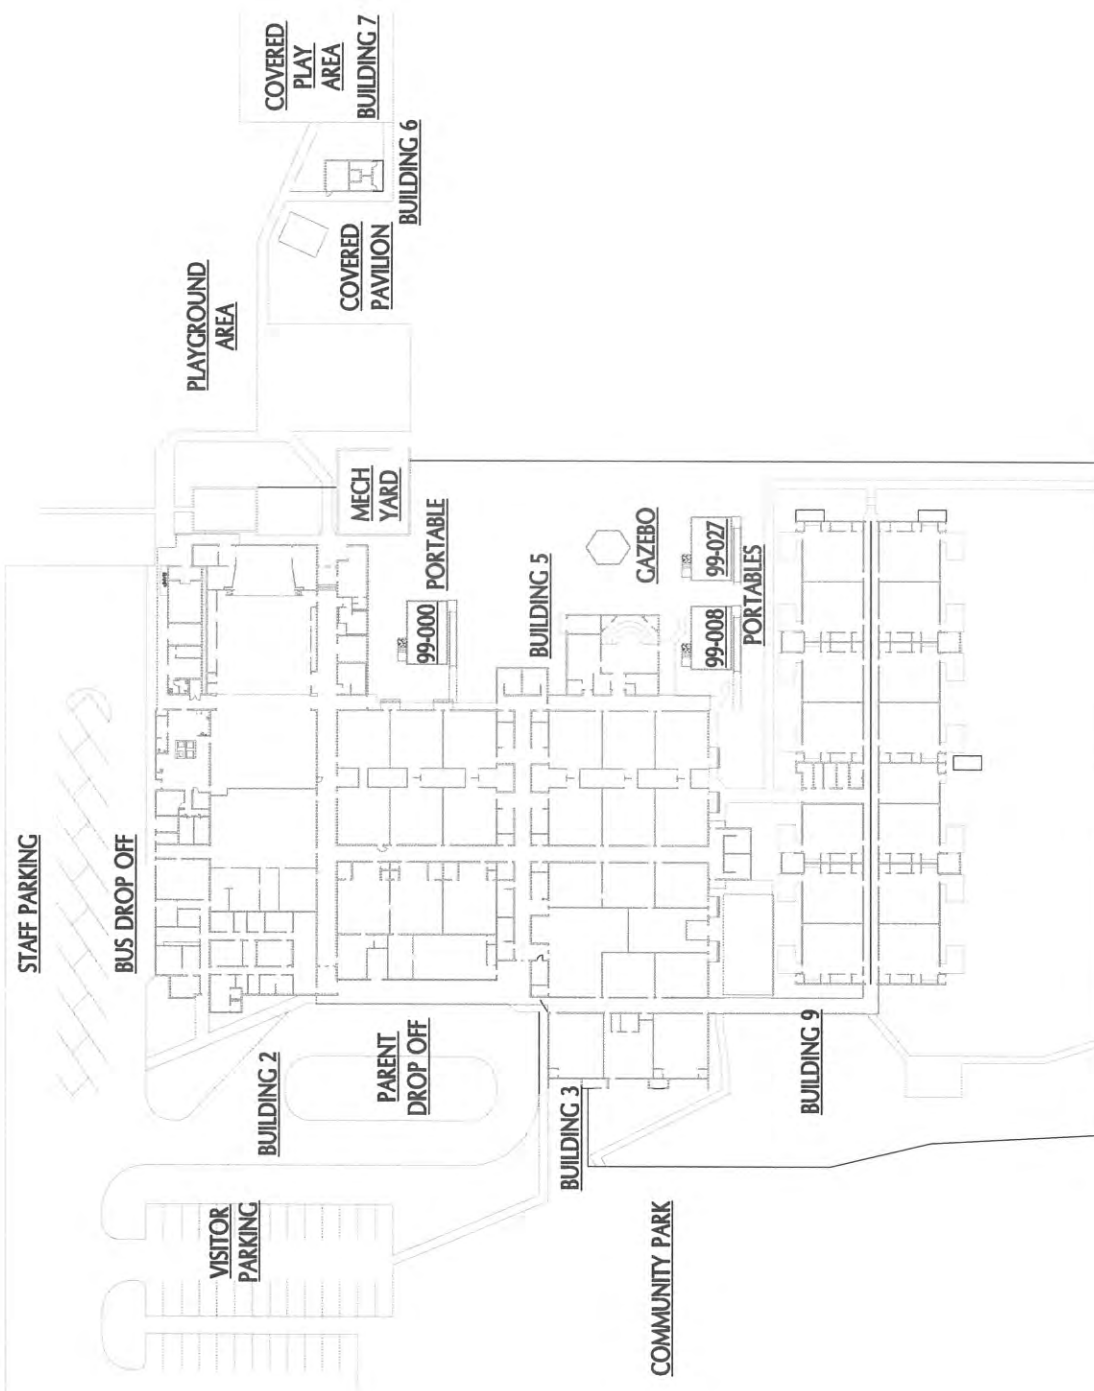 COVERED
PLAY
AREA
BUILDING 7
BUILDING 6
COVERED
PAVILION
PLAYGROUND
AREA
MECH
YARD
PORTABLE
99-000
GAZEBO
BUILDING 5
99-027
99-008
PORTABLES
STAFF PARKING
BUS DROP OFF
BUILDING 2
PARENT
DROP OFF
BUILDING 3
BUILDING 9
VISITOR
PARKING
COMMUNITY PARK